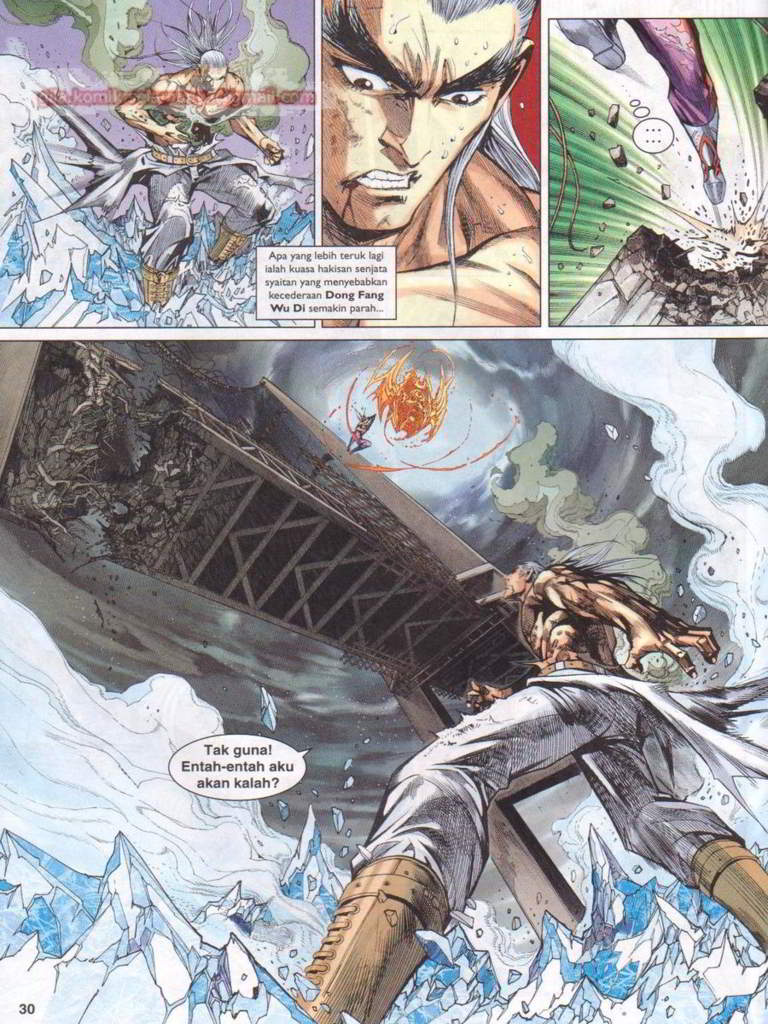 Apa yang lebih teruk lagi
ialah kuasa hakisan senjata
syaitan yang menyebabkan
kecederaan Dong Fang
Wu Di semakin parah...
...
Tak guna!
Entah-entah aku
akan kalah?
30